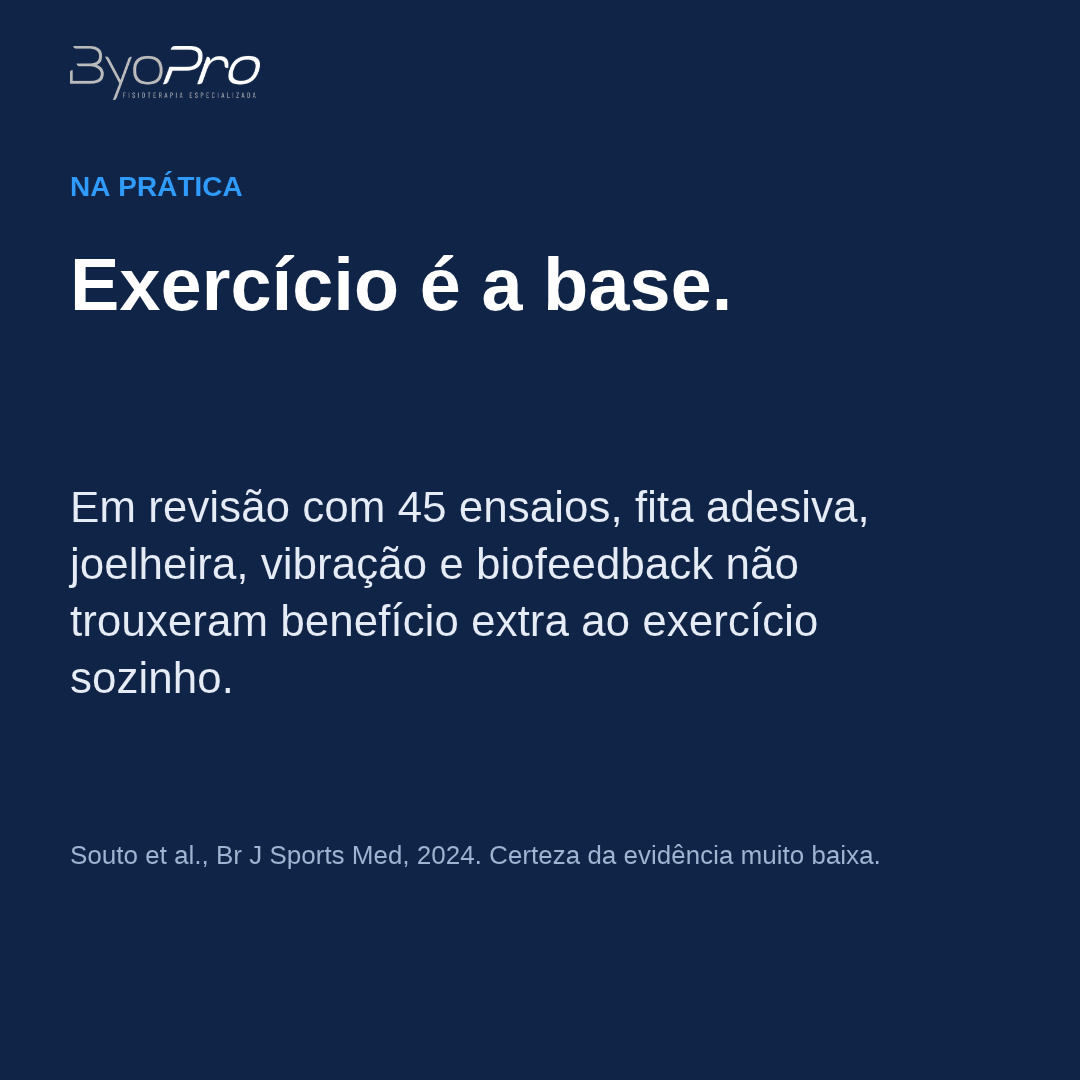 ByoPro
FISIOTERAPIA ESPECIALIZADA
NA PRÁTICA
Exercício é a base.
Em revisão com 45 ensaios, fita adesiva,
joelheira, vibração e biofeedback não
trouxeram benefício extra ao exercício
sozinho.
Souto et al., Br J Sports Med, 2024. Certeza da evidência muito baixa.